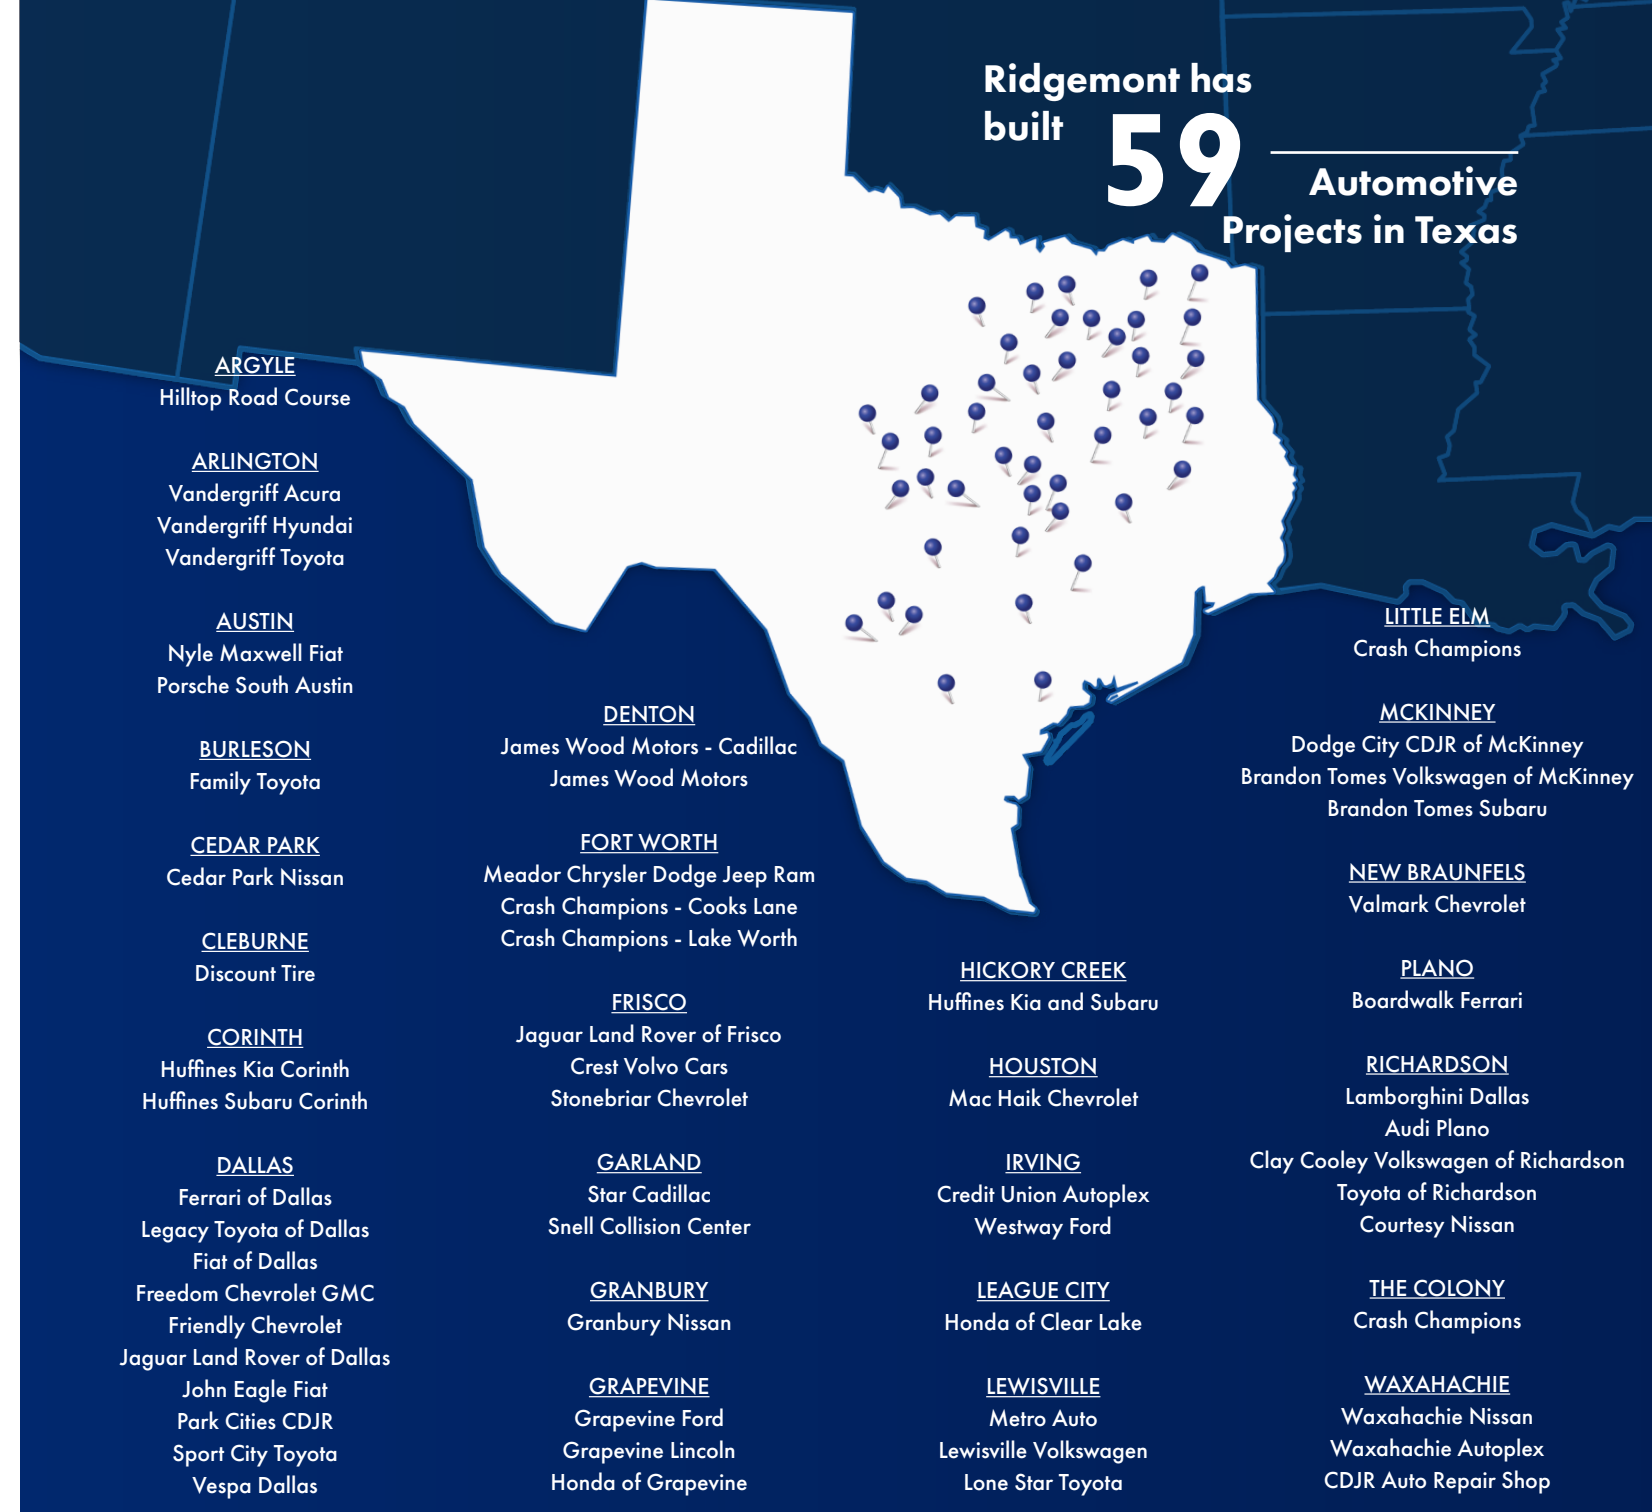 Ridgemont has
built 59
Automotive
Projects in Texas
ARGYLE
Hilltop Road Course
ARLINGTON
Vandergriff Acura
Vandergriff Hyundai
Vandergriff Toyota
AUSTIN
Nyle Maxwell Fiat
Porsche South Austin
BURLESON
Family Toyota
CEDAR PARK
Cedar Park Nissan
CLEBURNE
Discount Tire
CORINTH
Huffines Kia Corinth
Huffines Subaru Corinth
DALLAS
Ferrari of Dallas
Legacy Toyota of Dallas
Fiat of Dallas
Freedom Chevrolet GMC
Friendly Chevrolet
Jaguar Land Rover of Dallas
John Eagle Fiat
Park Cities CDJR
Sport City Toyota
Vespa Dallas
DENTON
James Wood Motors - Cadillac
James Wood Motors
FORT WORTH
Meador Chrysler Dodge Jeep Ram
Crash Champions - Cooks Lane
Crash Champions - Lake Worth
FRISCO
Jaguar Land Rover of Frisco
Crest Volvo Cars
Stonebriar Chevrolet
GARLAND
Star Cadillac
Snell Collision Center
GRANBURY
Granbury Nissan
GRAPEVINE
Grapevine Ford
Grapevine Lincoln
Honda of Grapevine
HICKORY CREEK
Huffines Kia and Subaru
HOUSTON
Mac Haik Chevrolet
IRVING
Credit Union Autoplex
Westway Ford
LEAGUE CITY
Honda of Clear Lake
LEWISVILLE
Metro Auto
Lewisville Volkswagen
Lone Star Toyota
LITTLE ELM
Crash Champions
MCKINNEY
Dodge City CDJR of McKinney
Brandon Tomes Volkswagen of McKinney
Brandon Tomes Subaru
NEW BRAUNFELS
Valmark Chevrolet
PLANO
Boardwalk Ferrari
RICHARDSON
Lamborghini Dallas
Audi Plano
Clay Cooley Volkswagen of Richardson
Toyota of Richardson
Courtesy Nissan
THE COLONY
Crash Champions
WAXAHACHIE
Waxahachie Nissan
Waxahachie Autoplex
CDJR Auto Repair Shop